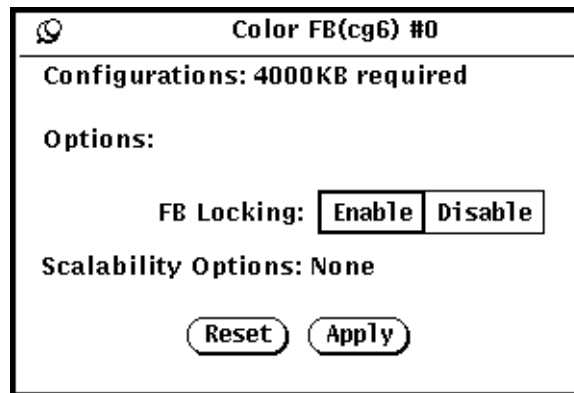 Color FB(cg6) #0
Configurations: 4000KB required
Options:
FB Locking: Enable Disable
Scalability Options: None
Reset Apply